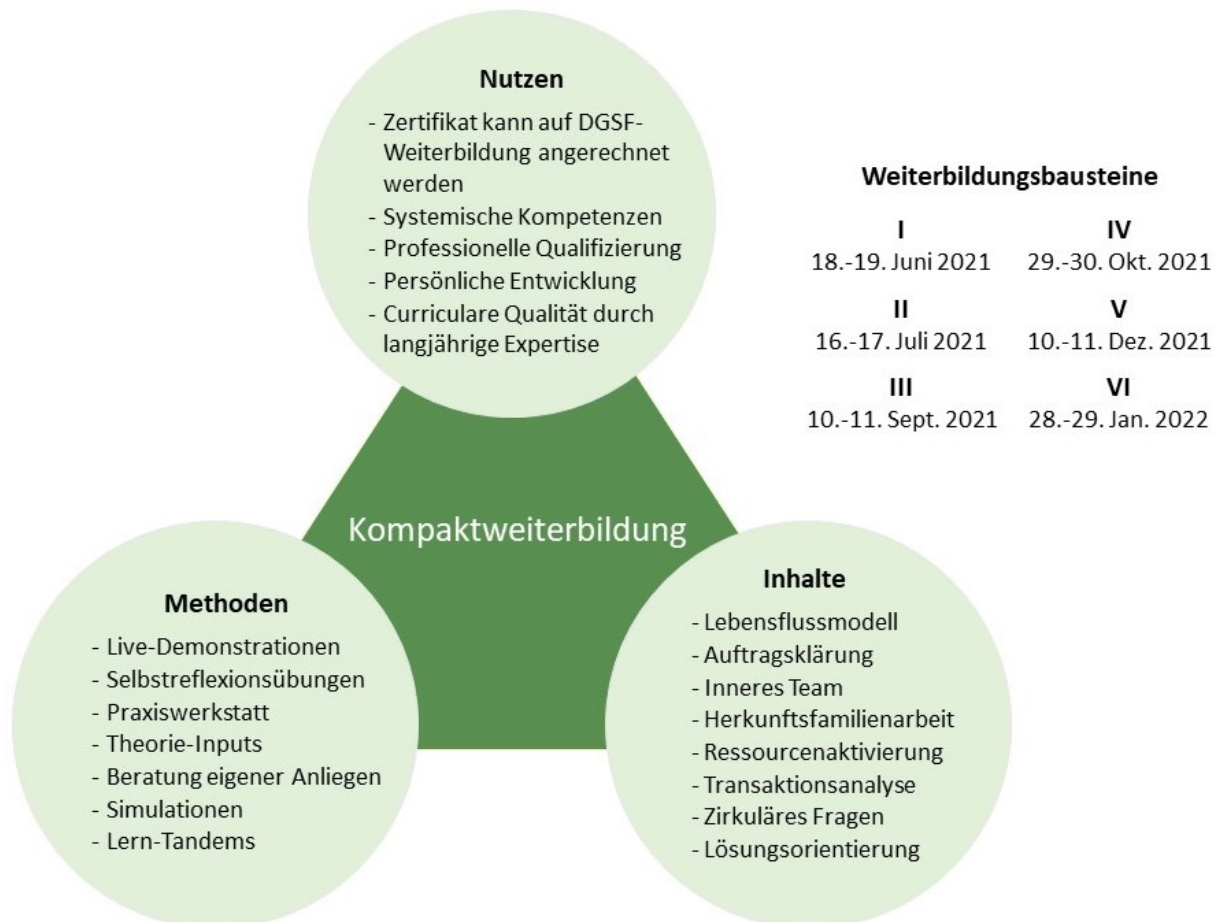 Nutzen
- Zertifikat kann auf DGSF-
Weiterbildung angerechnet
werden
- Systemische Kompetenzen
- Professionelle Qualifizierung
- Persönliche Entwicklung
- Curriculare Qualität durch
langjährige Expertise
Weiterbildungsbausteine
I
18.-19. Juni 2021
IV
29.-30. Okt. 2021
II
16.-17. Juli 2021
V
10.-11. Dez. 2021
III
10.-11. Sept. 2021
VI
28.-29. Jan. 2022
Kompaktweiterbildung
Methoden
- Live-Demonstrationen
- Selbstreflexionsübungen
- Praxiswerkstatt
- Theorie-Inputs
- Beratung eigener Anliegen
- Simulationen
- Lern-Tandems
Inhalte
- Lebensflussmodell
- Auftragsklärung
- Inneres Team
- Herkunftsfamilienarbeit
- Ressourcenaktivierung
- Transaktionsanalyse
- Zirkuläres Fragen
- Lösungsorientierung